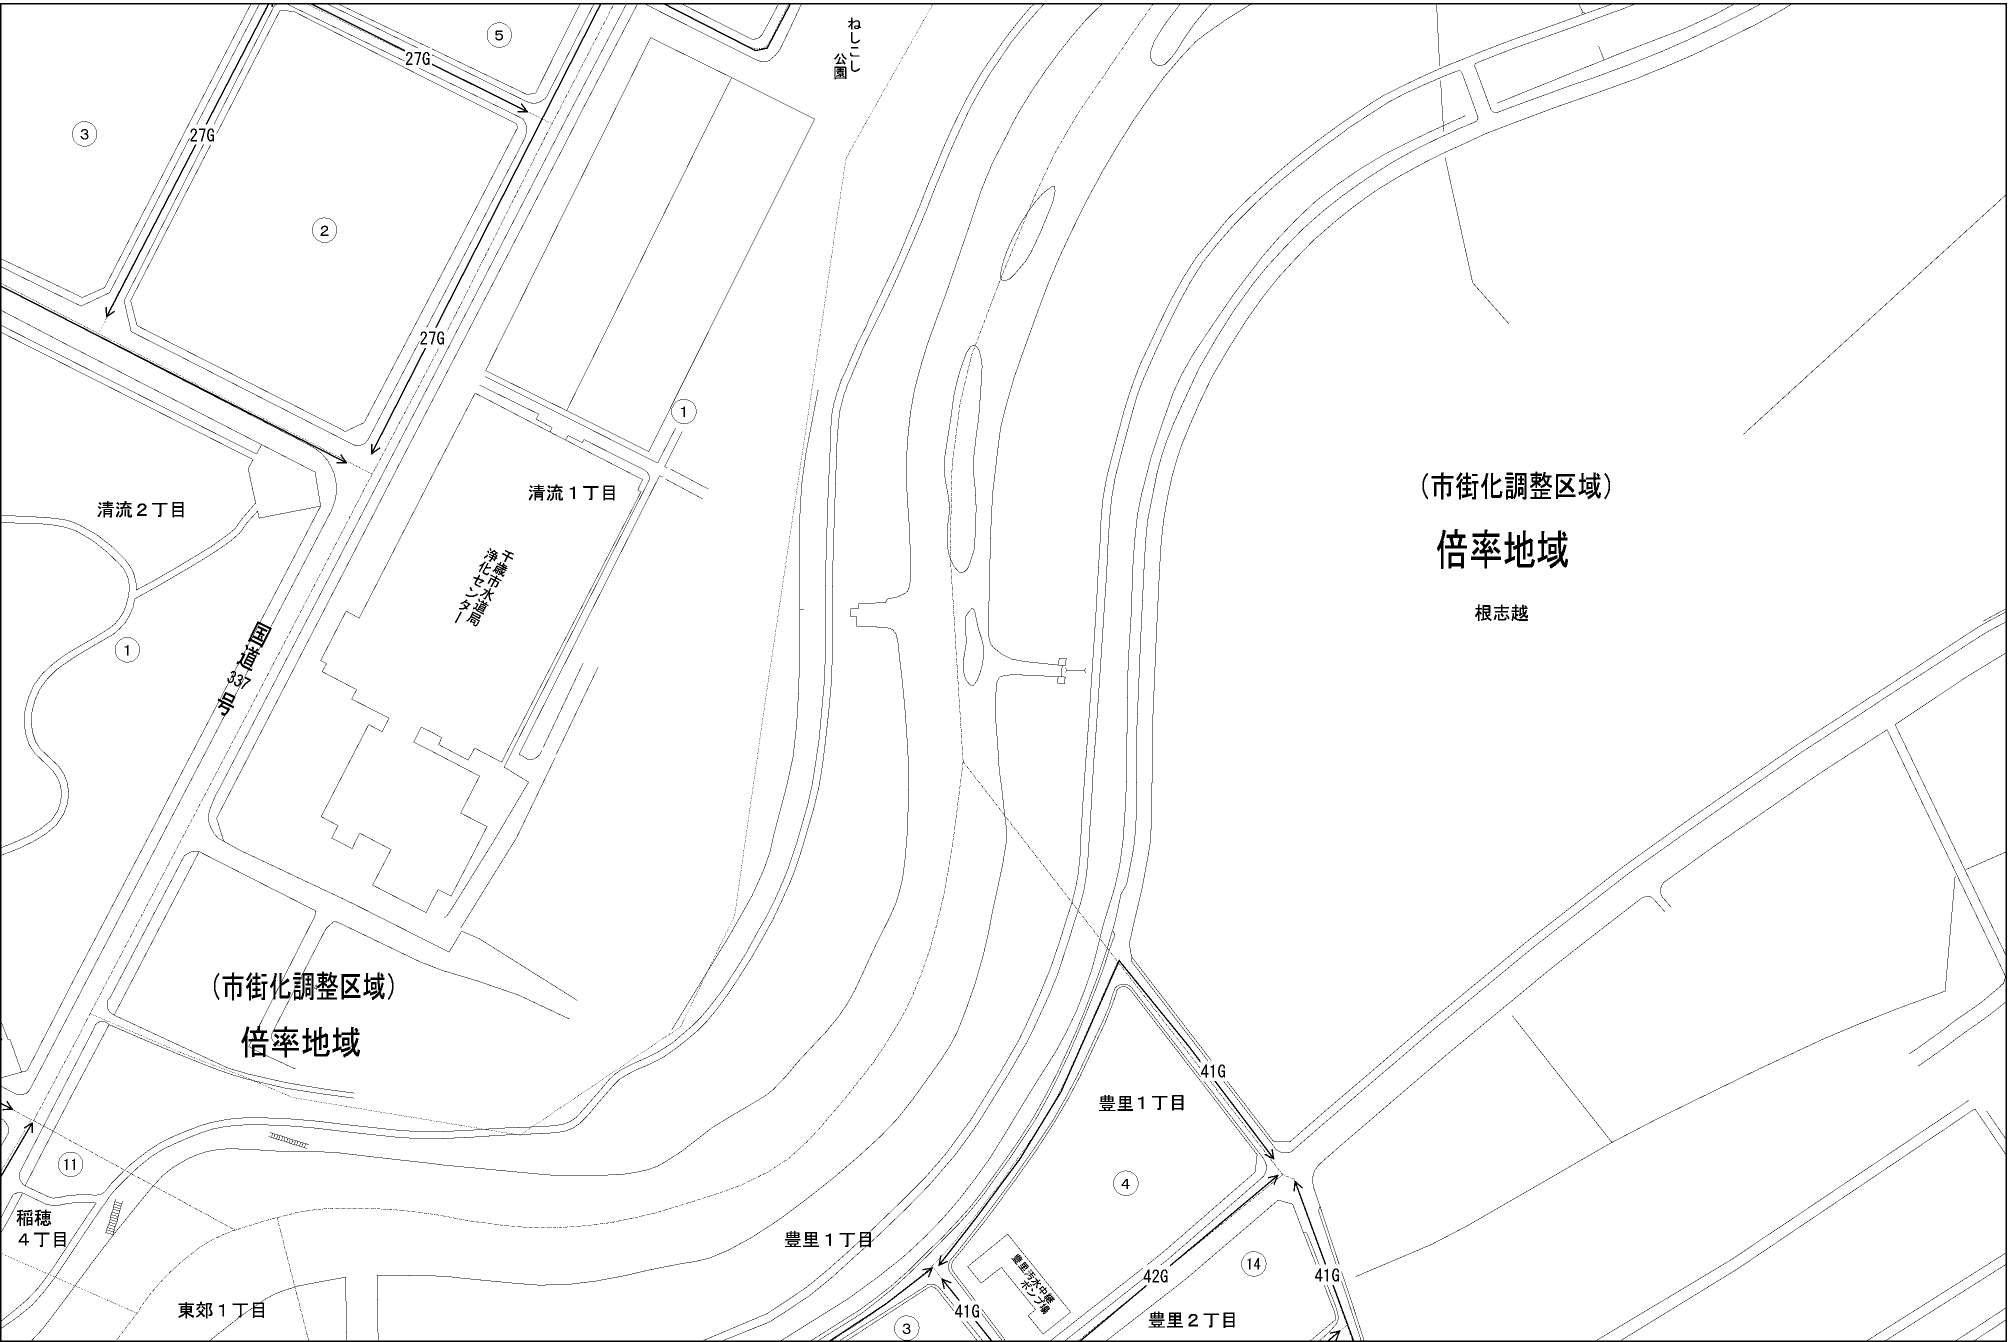 5
27G
ねしこし
公園
3
27G
2
27G
1
清流１丁目
清流２丁目
千歳市水道局
浄化センター
（市街化調整区域）
倍率地域
根志越
1
国道337号
（市街化調整区域）
倍率地域
41G
豊里１丁目
11
4
稲穂
４丁目
豊里１丁目
豊里汚水中継
ポンプ場
14
42G
41G
東郊１丁目
41G
3
豊里２丁目